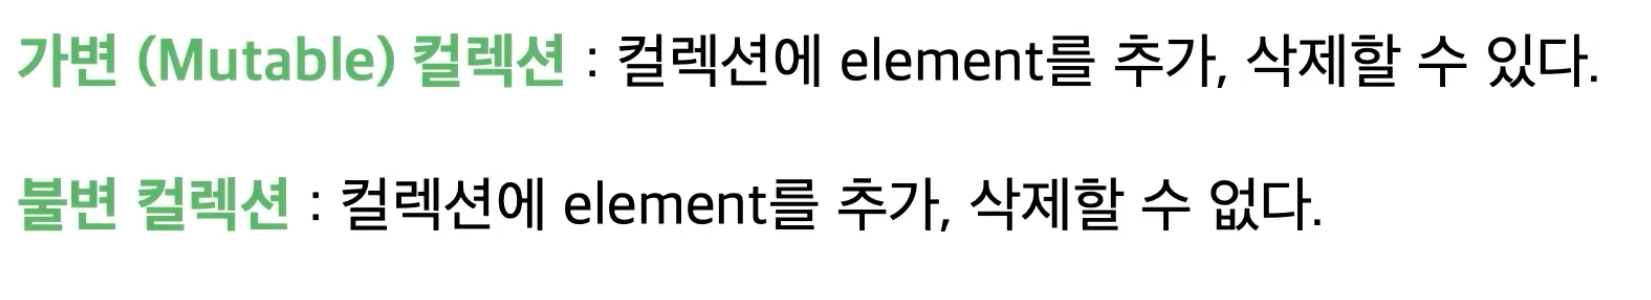 가변 (Mutable) 컬렉션 : 컬렉션에 element를 추가, 삭제할 수 있다.
불변 컬렉션 : 컬렉션에 element를 추가, 삭제할 수 없다.